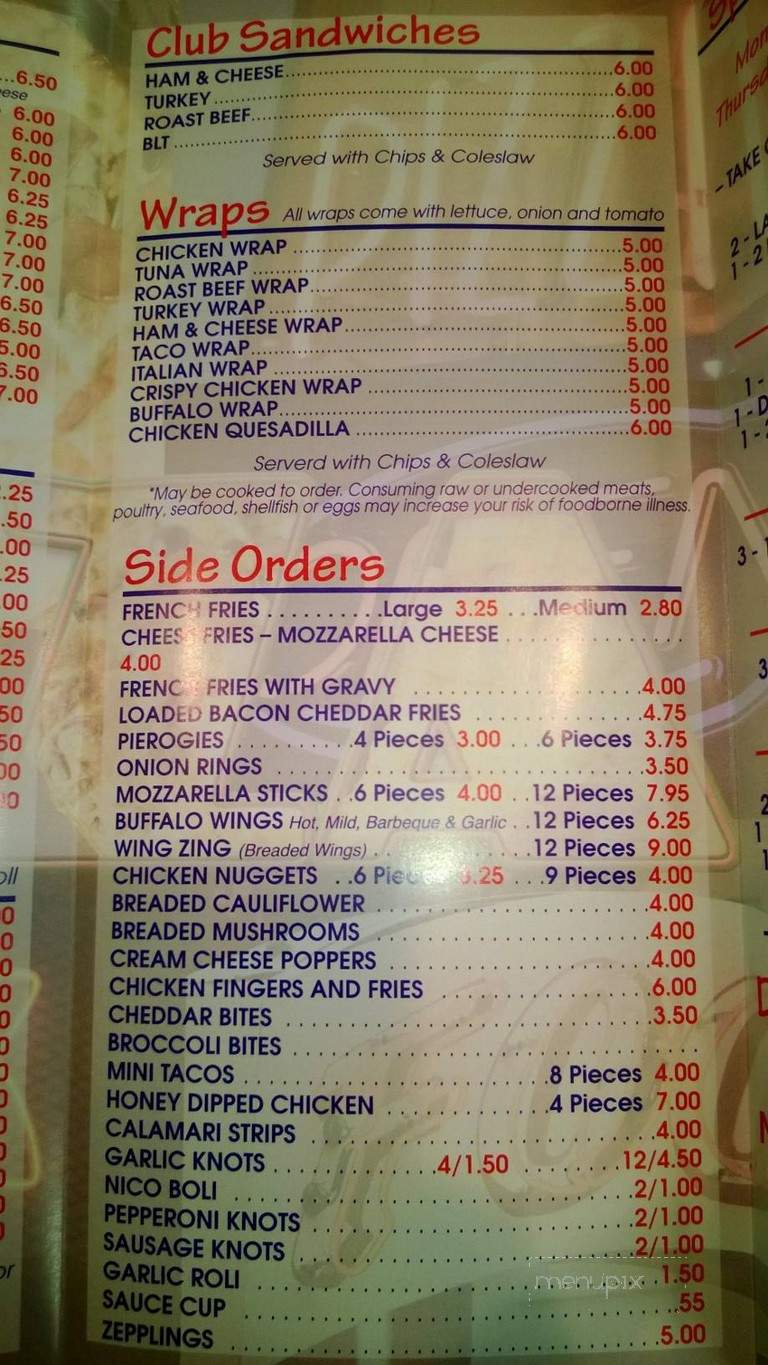 Club Sandwiches
HAM & CHEESE..........6.00
TURKEY..........6.00
ROAST BEEF..........6.00
BLT..........6.00
Served with Chips & Coleslaw
Wraps All wraps come with lettuce, onion and tomato
CHICKEN WRAP..........5.00
TUNA WRAP..........5.00
ROAST BEEF WRAP..........5.00
TURKEY WRAP..........5.00
HAM & CHEESE WRAP..........5.00
TACO WRAP..........5.00
ITALIAN WRAP..........5.00
CRISPY CHICKEN WRAP..........5.00
BUFFALO WRAP..........5.00
CHICKEN QUESADILLA..........6.00
Serverd with Chips & Coleslaw
*May be cooked to order. Consuming raw or undercooked meats,
poultry, seafood, shellfish or eggs may increase your risk of foodborne illness.
Side Orders
FRENCH FRIES..........Large 3.25 ...Medium 2.80
CHEESE FRIES – MOZZARELLA CHEESE..........
4.00
FRENCH FRIES WITH GRAVY..........4.00
LOADED BACON CHEDDAR FRIES..........4.75
PIEROGIES..........4 Pieces 3.00 ...6 Pieces 3.75
ONION RINGS..........3.50
MOZZARELLA STICKS ..6 Pieces 4.00 ..12 Pieces 7.95
BUFFALO WINGS Hot, Mild, Barbeque & Garlic ..12 Pieces 6.25
WING ZING (Breaded Wings)..........12 Pieces 9.00
CHICKEN NUGGETS ..6 .25 ...9 Pieces 4.00
BREADED CAULIFLOWER..........4.00
BREADED MUSHROOMS..........4.00
CREAM CHEESE POPPERS..........4.00
CHICKEN FINGERS AND FRIES..........6.00
CHEDDAR BITES..........3.50
BROCCOLI BITES..........
MINI TACOS..........8 Pieces 4.00
HONEY DIPPED CHICKEN..........4 Pieces 7.00
CALAMARI STRIPS..........4.00
GARLIC KNOTS..........4/1.50 ........12/4.50
NICO BOLI..........2/1.00
PEPPERONI KNOTS..........2/1.00
SAUSAGE KNOTS..........2/1.00
GARLIC ROLI..........1.50
SAUCE CUP...........55
ZEPPLINGS..........5.00
menupix